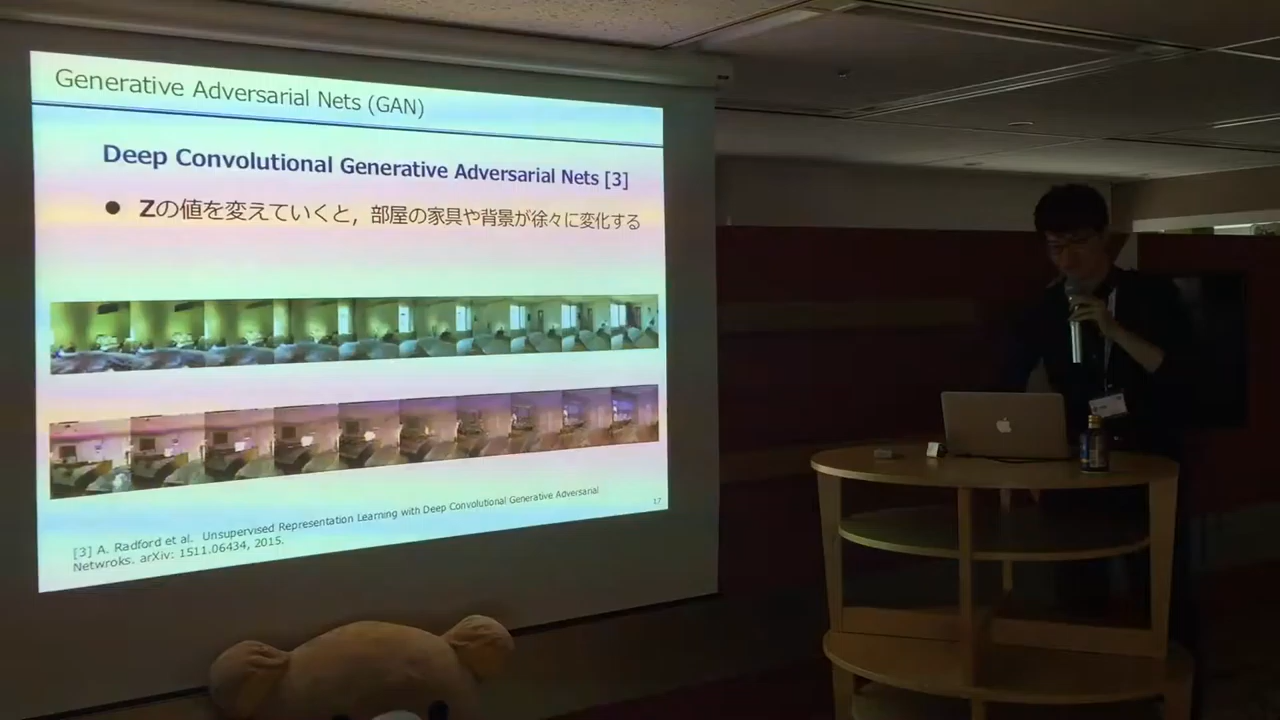 Generative Adversarial Nets (GAN)
Deep Convolutional Generative Adversarial Nets [3]
● Zの値を変えていくと, 部屋の家具や背景が徐々に変化する
[3] A. Radford et al. Unsupervised Representation Learning with Deep Convolutional Generative Adversarial
Netwroks. arXiv: 1511.06434, 2015.
17